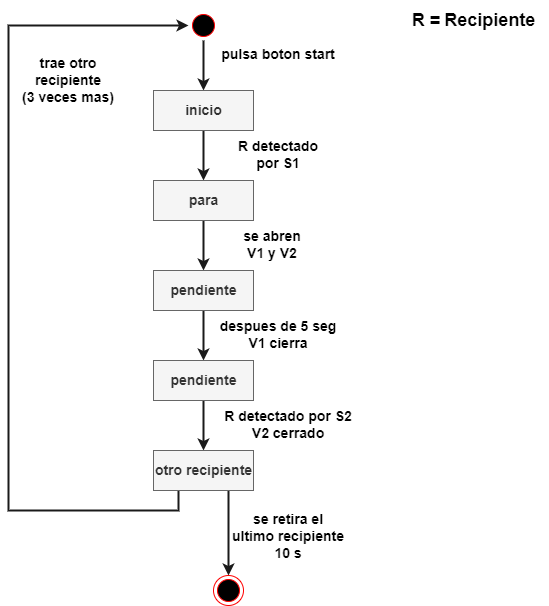 R = Recipiente
pulsa boton start
trae otro
recipiente
(3 veces mas)
inicio
R detectado
por S1
para
se abren
V1 y V2
pendiente
despues de 5 seg
V1 cierra
pendiente
R detectado por S2
V2 cerrado
otro recipiente
se retira el
ultimo recipiente
10 s